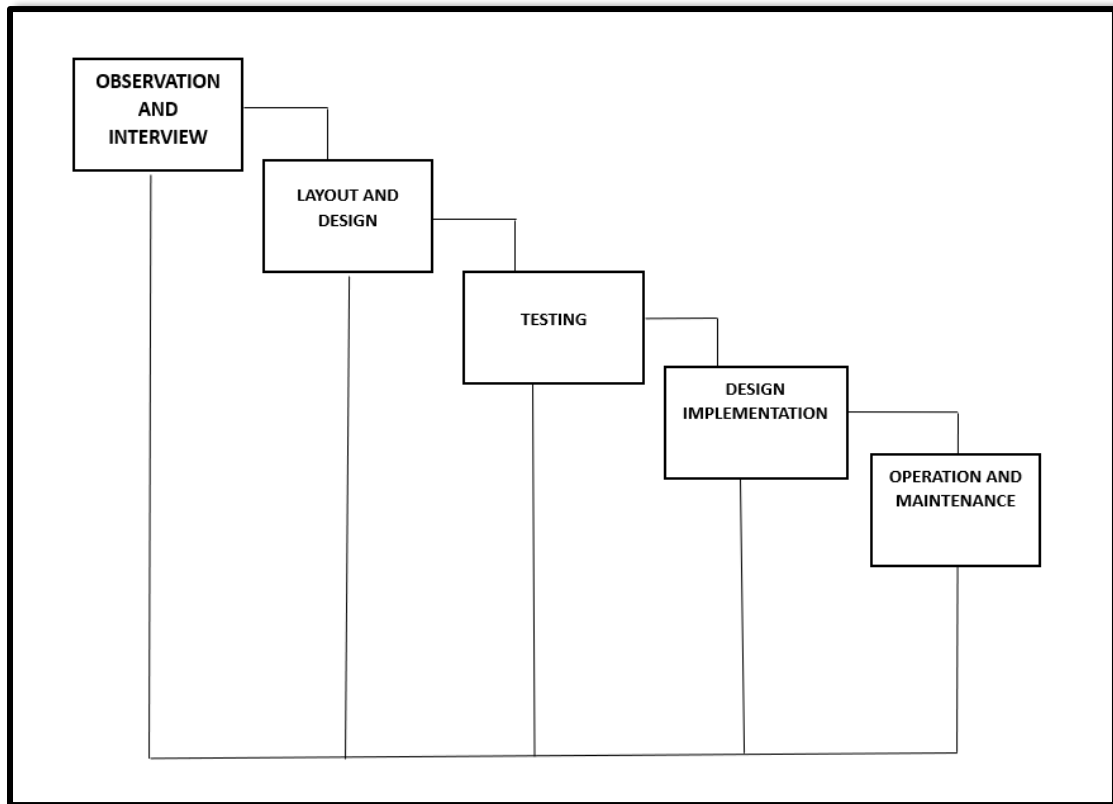 OBSERVATION
AND
INTERVIEW
LAYOUT AND
DESIGN
TESTING
DESIGN
IMPLEMENTATION
OPERATION AND
MAINTENANCE